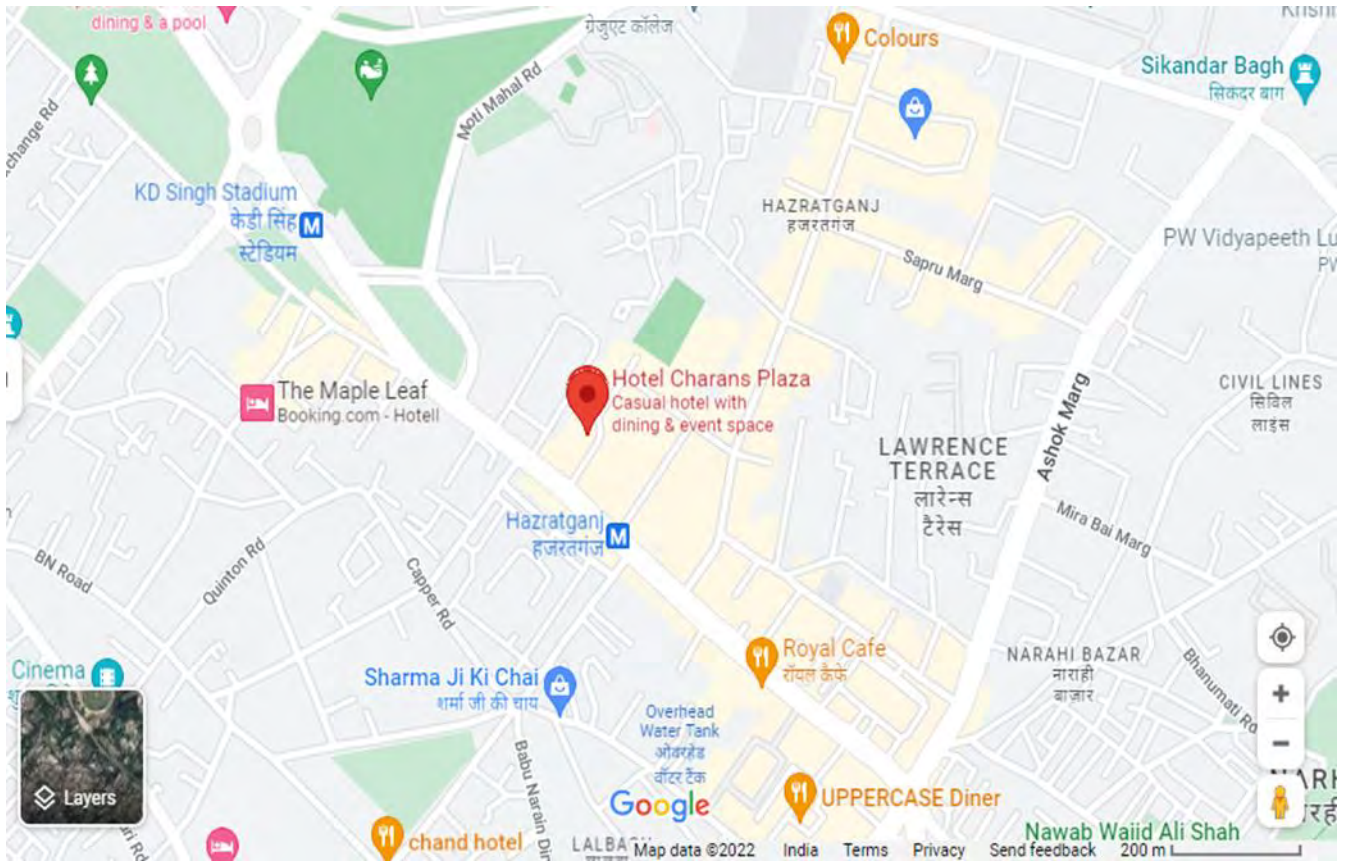 dining & a pool
ग्रेजुएट कॉलेज
Colours
Sikandar Bagh
सिकंदर बाग
Moti Mahal Rd
change Rd
KD Singh Stadium
केडी सिंह
स्टेडियम
M
HAZRATGANJ
हजरतगंज
PW Vidyapeeth Lu
PW
Sapru Marg
Hotel Charans Plaza
Casual hotel with
dining & event space
The Maple Leaf
Booking.com - Hotell
CIVIL LINES
सिविल
लाइंस
Ashok Marg
LAWRENCE
TERRACE
लारेन्स
टैरेस
Mira Bai Marg
Hazratganj
हजरतगंज
M
BN Road
Quinton Rd
Capper Rd
Royal Cafe
रॉयल कैफे
NARAHI BAZAR
नाराही
बाज़ार
Bhanumati Rd
Cinema
Sharma Ji Ki Chai
शर्मा जी की चाय
Overhead
Water Tank
ओवरहेड
वॉटर टैंक
Babu Narain Din
Layers
Google
UPPERCASE Diner
chand hotel
Nawab Wajid Ali Shah
LALBAG
Map data ©2022 India Terms Privacy Send feedback 200 m